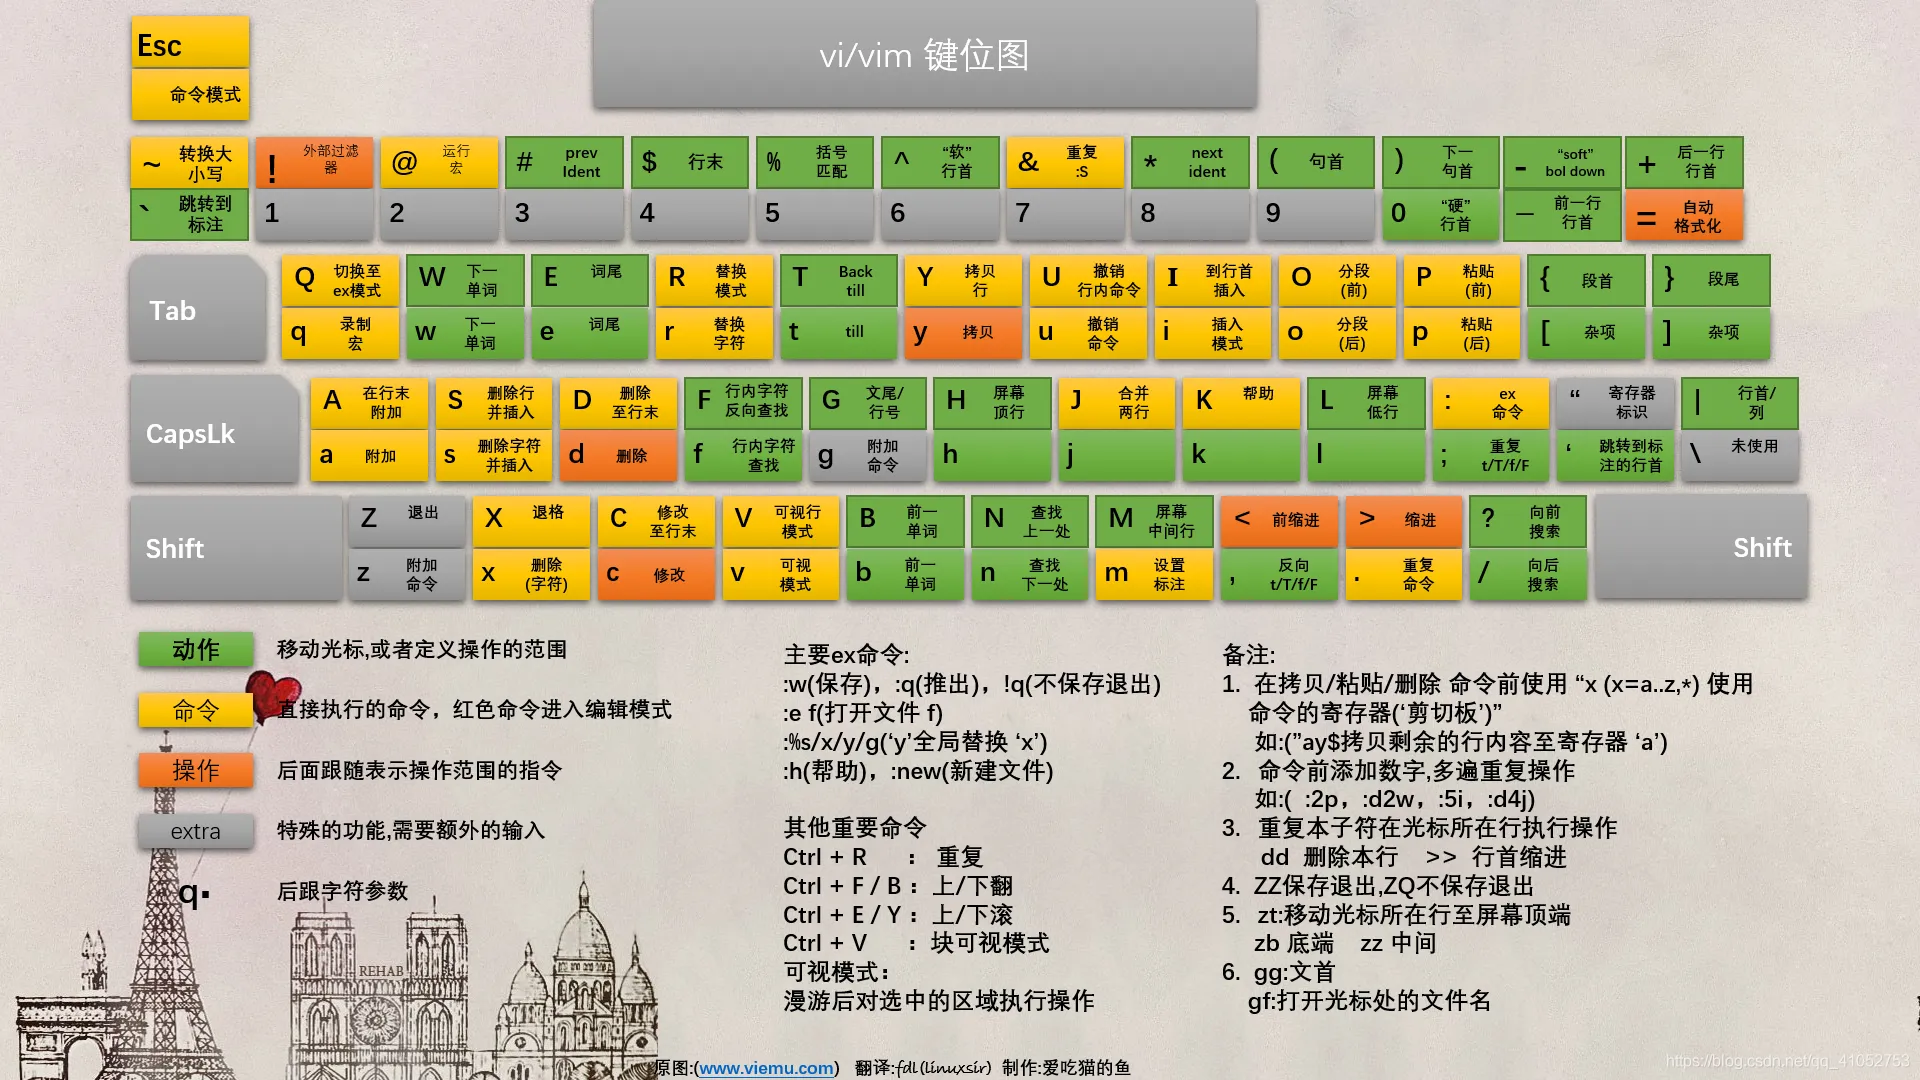 Esc
命令模式
vi/vim 键位图
~ 转换大
小写
! 外部过滤
器
@ 运行
宏
# prev
Ident
$ 行末
% 括号
匹配
^ “软”
行首
& 重复
:S
* next
ident
( 句首
) 下一
句首
- “soft”
bol down
+ 后一行
行首
` 跳转到
标注
1
2
3
4
5
6
7
8
9
0 “硬”
行首
— 前一行
行首
= 自动
格式化
Tab
Q 切换至
ex模式
W 下一
单词
E 词尾
R 替换
模式
T Back
till
Y 拷贝
行
U 撤销
行内命令
I 到行首
插入
O 分段
(前)
P 粘贴
(前)
{ 段首
} 段尾
q 录制
宏
w 下一
单词
e 词尾
r 替换
字符
t till
y 拷贝
u 撤销
命令
i 插入
模式
o 分段
(后)
p 粘贴
(后)
[ 杂项
] 杂项
CapsLk
A 在行末
附加
S 删除行
并插入
D 删除
至行末
F 行内字符
反向查找
G 文尾/
行号
H 屏幕
顶行
J 合并
两行
K 帮助
L 屏幕
低行
: ex
命令
“ 寄存器
标识
| 行首/
列
a 附加
s 删除字符
并插入
d 删除
f 行内字符
查找
g 附加
命令
h
j
k
l
; 重复
t/T/f/F
‘ 跳转到标
注的行首
\ 未使用
Shift
Z 退出
X 退格
C 修改
至行末
V 可视行
模式
B 前一
单词
N 查找
上一处
M 屏幕
中间行
< 前缩进
> 缩进
? 向前
搜索
Shift
z 附加
命令
x 删除
(字符)
c 修改
v 可视
模式
b 前一
单词
n 查找
下一处
m 设置
标注
, 反向
t/T/f/F
. 重复
命令
/ 向后
搜索
动作 移动光标,或者定义操作的范围
命令 直接执行的命令，红色命令进入编辑模式
操作 后面跟随表示操作范围的指令
extra 特殊的功能,需要额外的输入
q· 后跟字符参数
REHAB
主要ex命令:
:w(保存)，:q(推出)，!q(不保存退出)
:e f(打开文件 f)
:%s/x/y/g(‘y’全局替换 ‘x’)
:h(帮助)，:new(新建文件)
其他重要命令
Ctrl + R ： 重复
Ctrl + F / B： 上/下翻
Ctrl + E / Y： 上/下滚
Ctrl + V ： 块可视模式
可视模式：
漫游后对选中的区域执行操作
备注:
1. 在拷贝/粘贴/删除 命令前使用 “x (x=a..z,*) 使用
命令的寄存器(‘剪切板’)”
如:(”ay$拷贝剩余的行内容至寄存器 ‘a’)
2. 命令前添加数字,多遍重复操作
如:( :2p，:d2w，:5i，:d4j)
3. 重复本子符在光标所在行执行操作
dd 删除本行 >> 行首缩进
4. ZZ保存退出,ZQ不保存退出
5. zt:移动光标所在行至屏幕顶端
zb 底端 zz 中间
6. gg:文首
gf:打开光标处的文件名
原图:(www.viemu.com) 翻译:fdl(linuxsir) 制作:爱吃猫的鱼
https://blog.csdn.net/qq_41052753